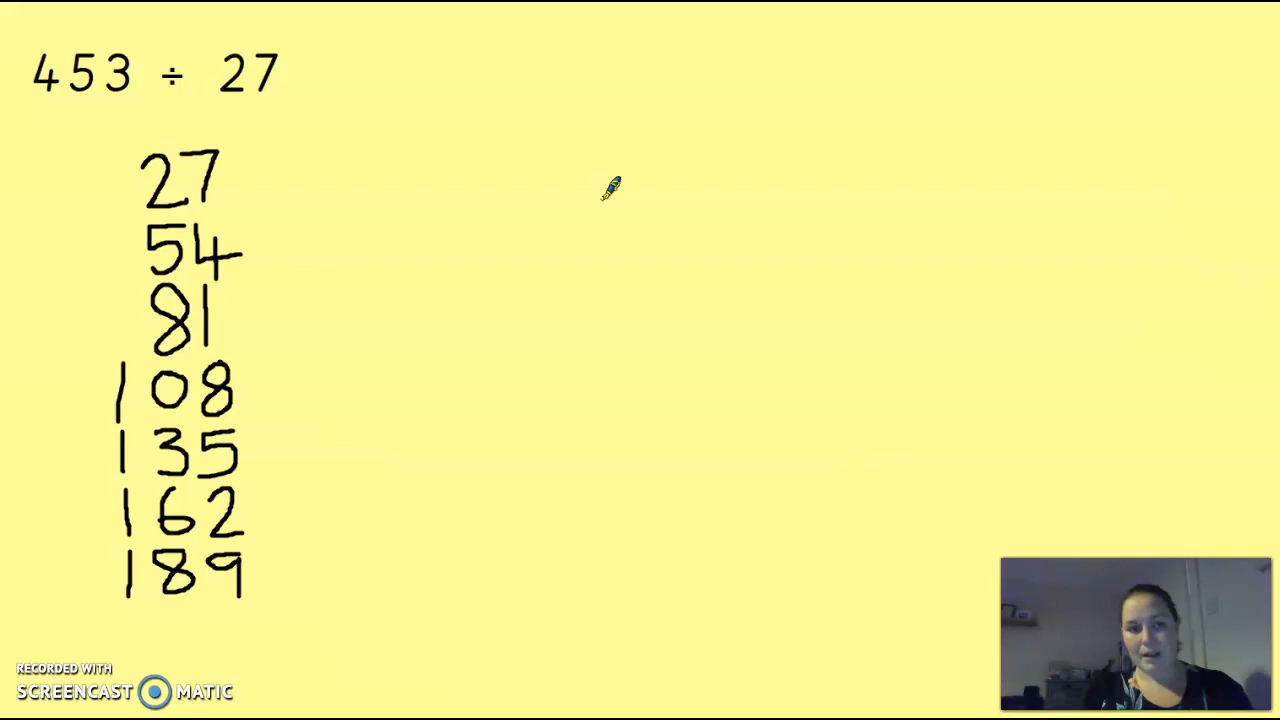 453 ÷ 27
27
54
81
108
135
162
189
RECORDED WITH
SCREENCAST MATIC